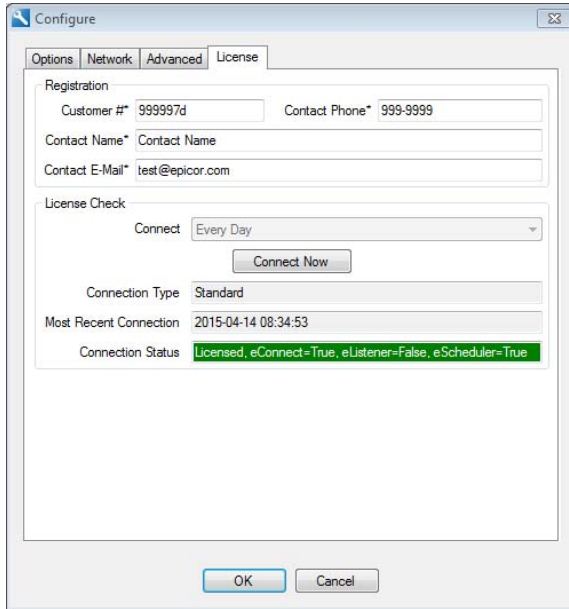 Configure
Options Network Advanced License
Registration
Customer #* 999997d Contact Phone* 999-9999
Contact Name* Contact Name
Contact E-Mail* test@epicor.com
License Check
Connect Every Day
Connect Now
Connection Type Standard
Most Recent Connection 2015-04-14 08:34:53
Connection Status Licensed, eConnect=True, eListener=False, eScheduler=True
OK Cancel